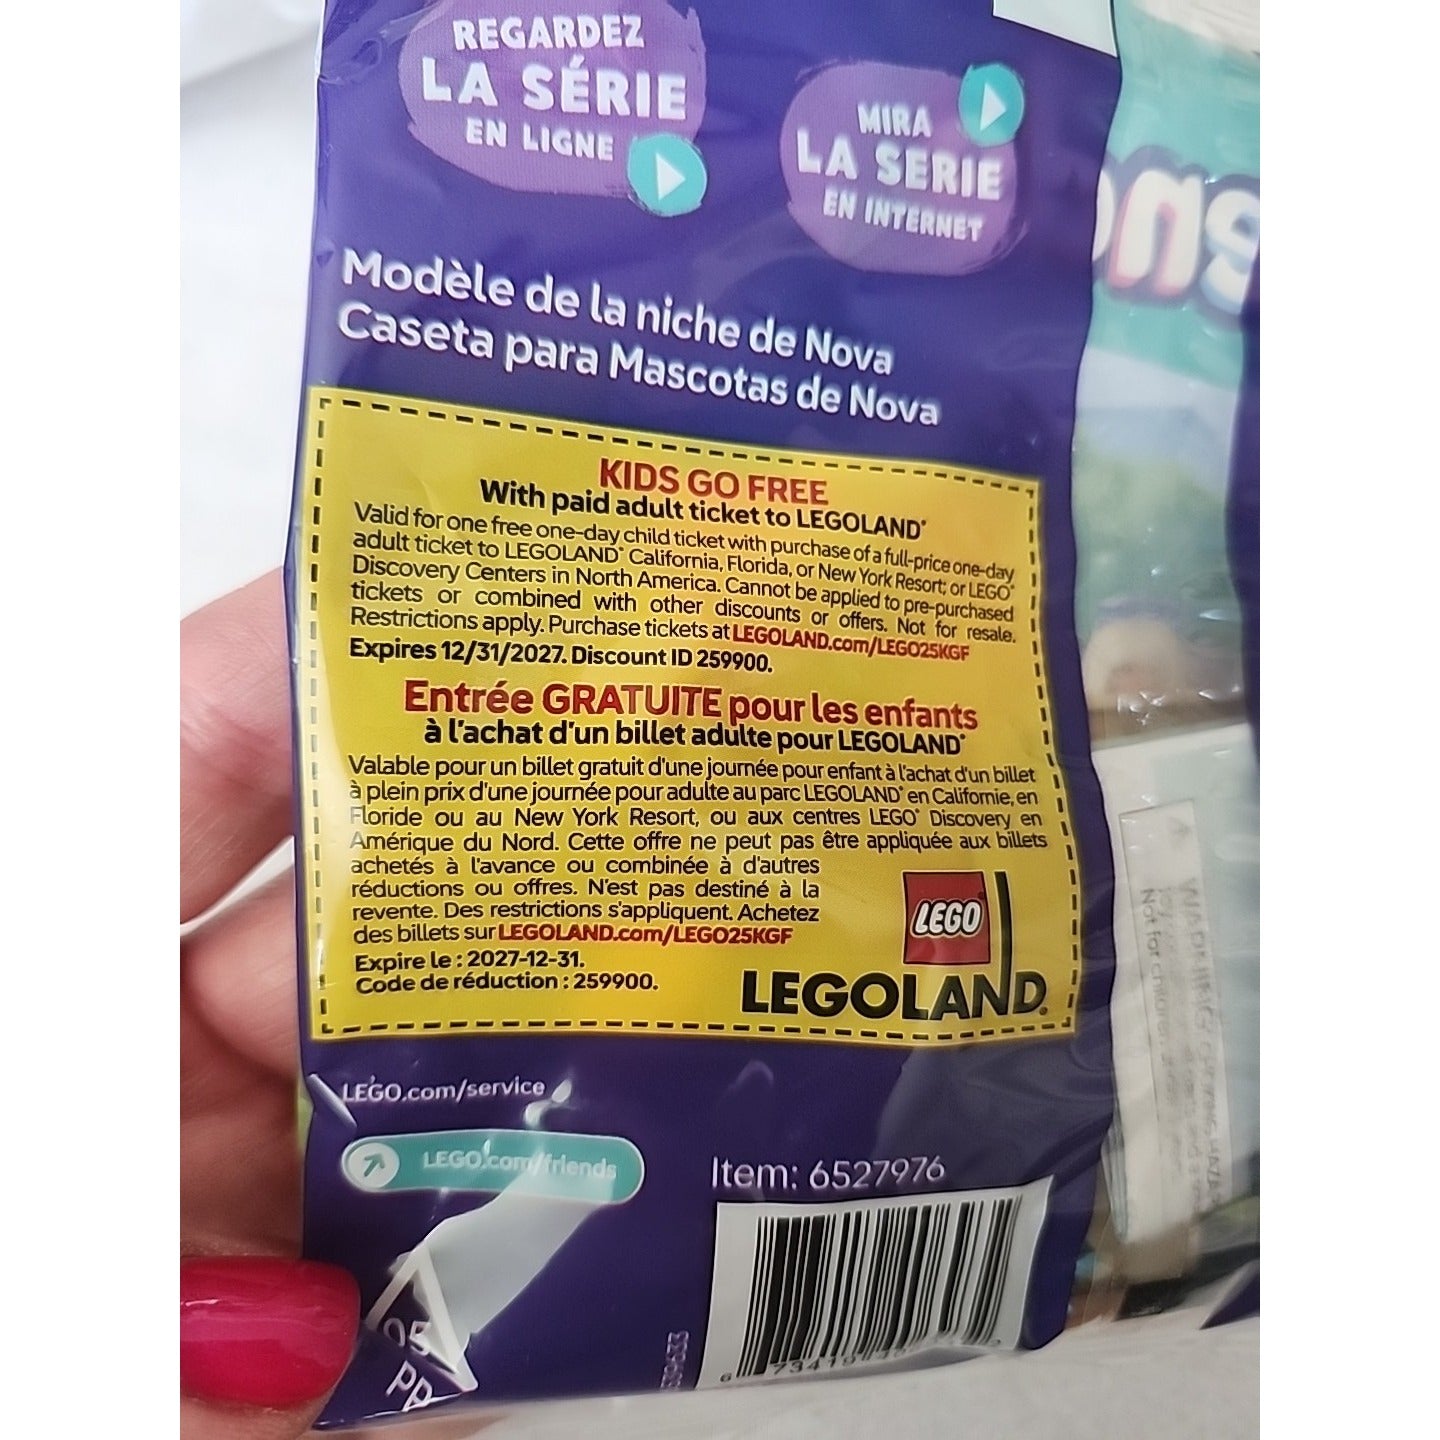 REGARDEZ
LA SÉRIE
EN LIGNE
MIRA
LA SERIE
EN INTERNET
Modèle de la niche de Nova
Caseta para Mascotas de Nova
KIDS GO FREE
With paid adult ticket to LEGOLAND®
Valid for one free one-day child ticket with purchase of a full-price one-day
adult ticket to LEGOLAND® California, Florida, or New York Resort; or LEGO®
Discovery Centers in North America. Cannot be applied to pre-purchased
tickets or combined with other discounts or offers. Not for resale.
Restrictions apply. Purchase tickets at LEGOLAND.com/LEGO25KGF
Expires 12/31/2027. Discount ID 259900.
Entrée GRATUITE pour les enfants
à l'achat d'un billet adulte pour LEGOLAND®
Valable pour un billet gratuit d'une journée pour enfant à l'achat d'un billet
à plein prix d'une journée pour adulte au parc LEGOLAND® en Californie, en
Floride ou au New York Resort, ou aux centres LEGO® Discovery en
Amérique du Nord. Cette offre ne peut pas être appliquée aux billets
achetés à l'avance ou combinée à d'autres
réductions ou offres. N'est pas destiné à la
revente. Des restrictions s'appliquent. Achetez
des billets sur LEGOLAND.com/LEGO25KGF
Expire le : 2027-12-31.
Code de réduction : 259900.
LEGO
LEGOLAND®
LEGO.com/service
LEGO.com/friends
Item: 6527976
05
PP
6 73419
Not for children